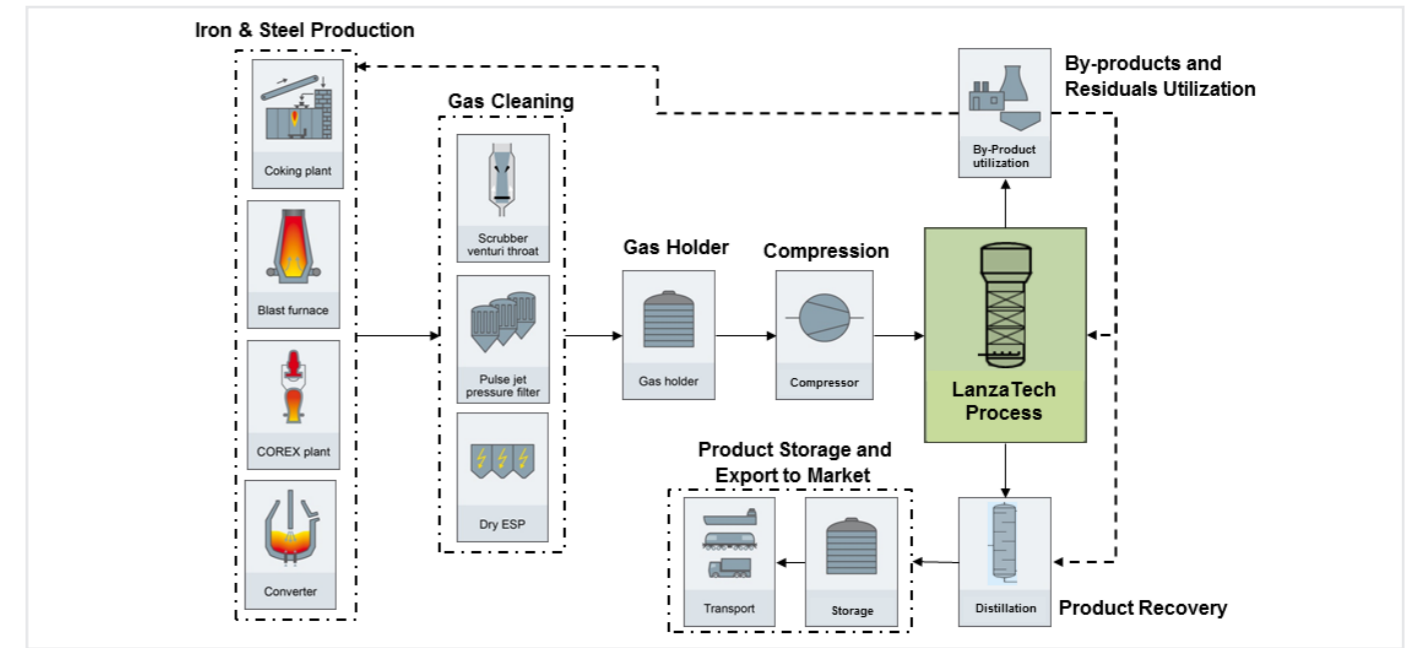 Iron & Steel Production
Coking plant
Blast furnace
COREX plant
Converter
Gas Cleaning
Scrubber
venturi throat
Pulse jet
pressure filter
Dry ESP
Gas Holder
Gas holder
Compression
Compressor
By-products and
Residuals Utilization
By-Product
utilization
LanzaTech
Process
Product Storage and
Export to Market
Transport
Storage
Distillation
Product Recovery